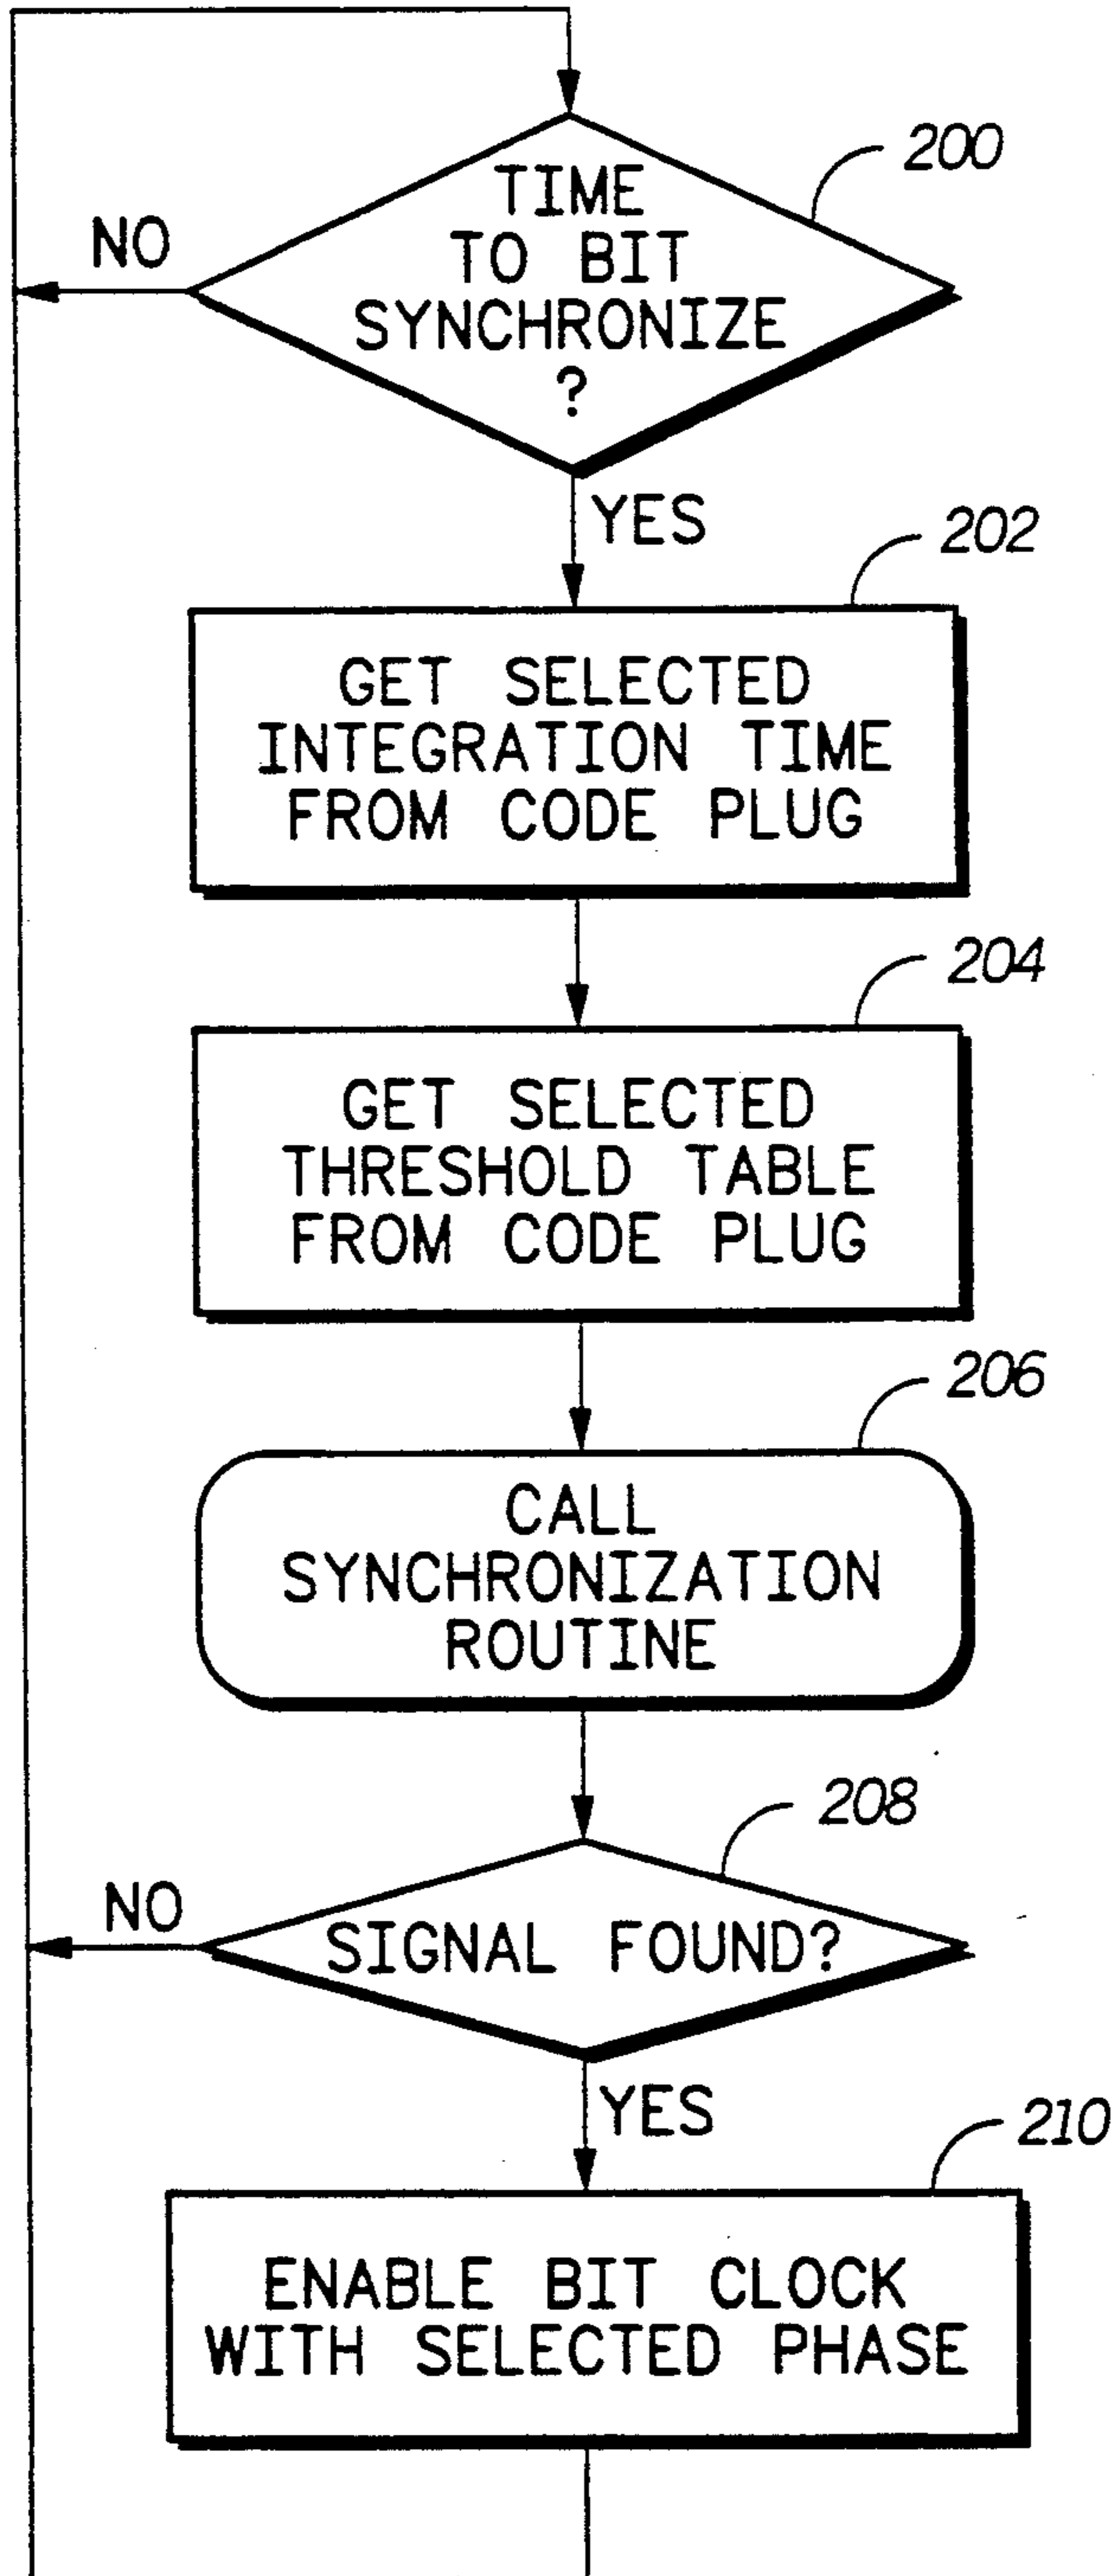 200
TIME
TO BIT
SYNCHRONIZE
?
NO
YES
202
GET SELECTED
INTEGRATION TIME
FROM CODE PLUG
204
GET SELECTED
THRESHOLD TABLE
FROM CODE PLUG
206
CALL
SYNCHRONIZATION
ROUTINE
208
NO
SIGNAL FOUND?
YES
210
ENABLE BIT CLOCK
WITH SELECTED PHASE